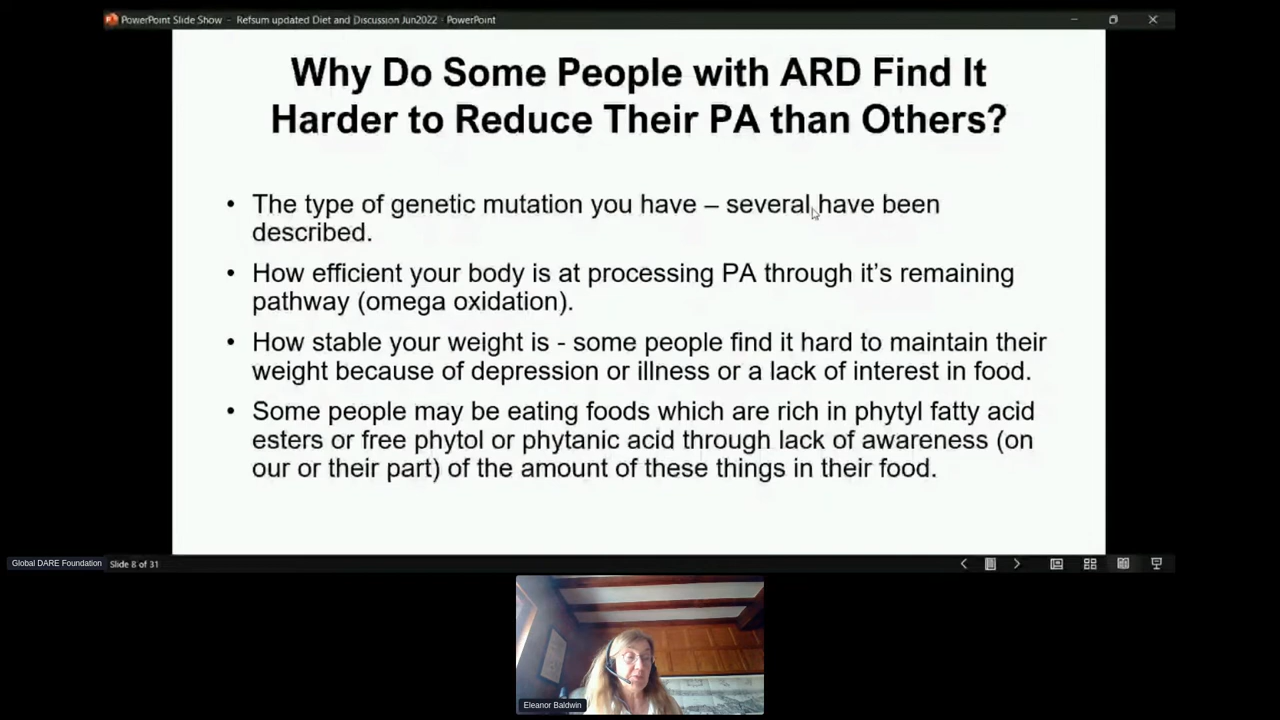 PowerPoint Slide Show - Refsum updated Diet and Discussion Jun2022 - PowerPoint
Why Do Some People with ARD Find It
Harder to Reduce Their PA than Others?
• The type of genetic mutation you have – several have been
described.
• How efficient your body is at processing PA through it's remaining
pathway (omega oxidation).
• How stable your weight is - some people find it hard to maintain their
weight because of depression or illness or a lack of interest in food.
• Some people may be eating foods which are rich in phytyl fatty acid
esters or free phytol or phytanic acid through lack of awareness (on
our or their part) of the amount of these things in their food.
Global DARE Foundation
Slide 8 of 31
Eleanor Baldwin